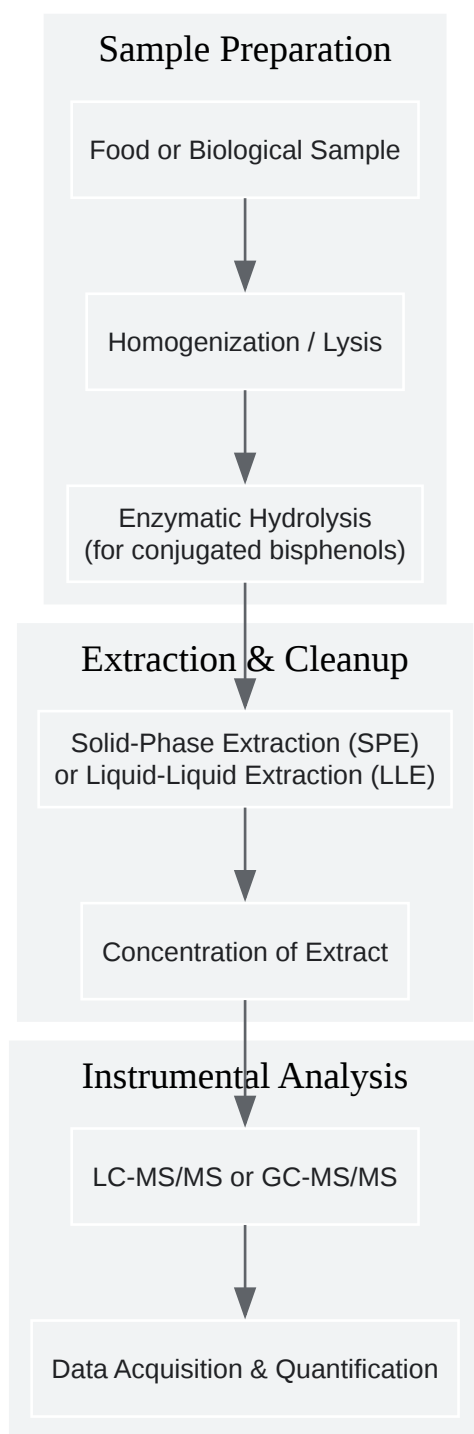 Sample Preparation
Food or Biological Sample
Homogenization / Lysis
Enzymatic Hydrolysis
(for conjugated bisphenols)
Extraction & Cleanup
Solid-Phase Extraction (SPE)
or Liquid-Liquid Extraction (LLE)
Concentration of Extract
Instrumental Analysis
LC-MS/MS or GC-MS/MS
Data Acquisition & Quantification